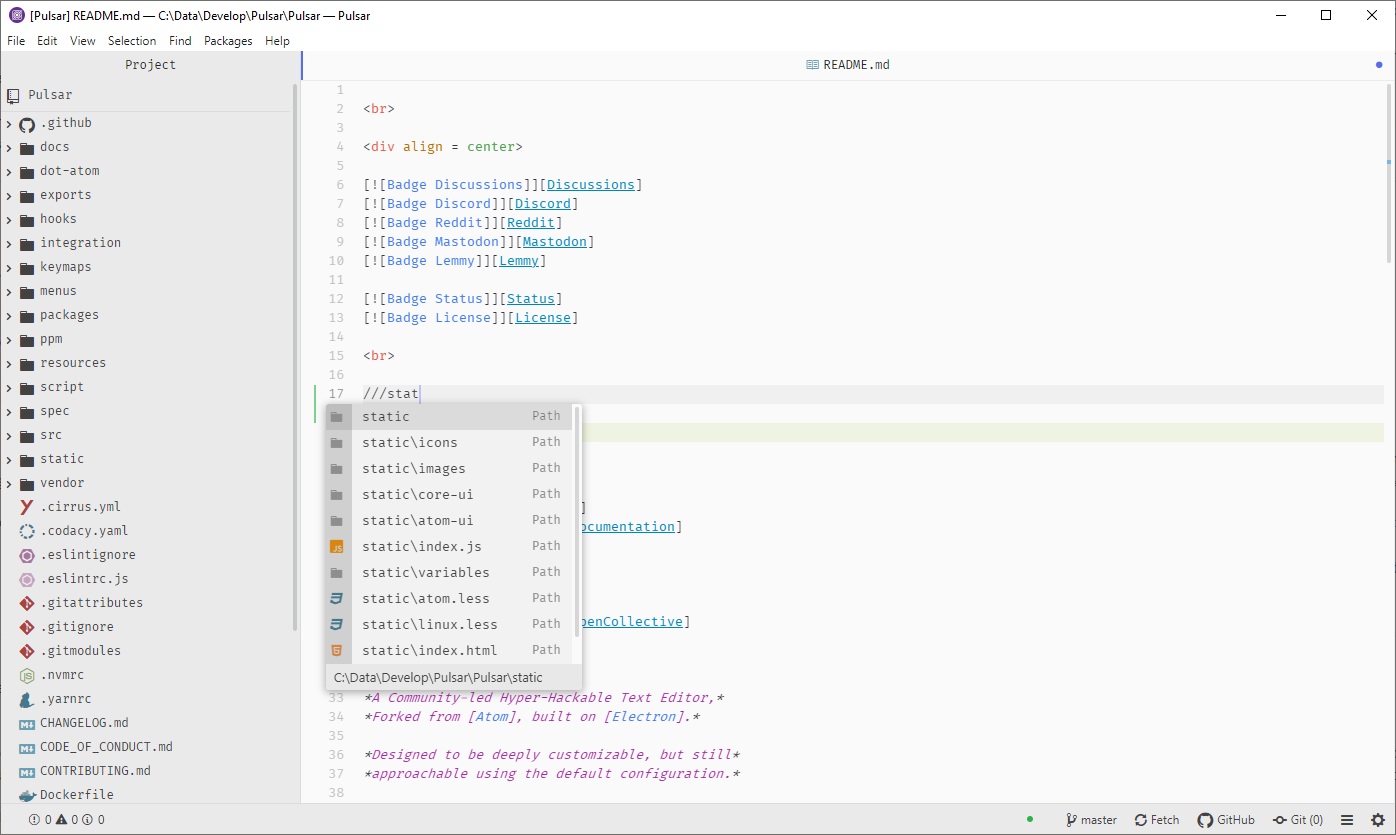 [Pulsar] README.md — C:\Data\Develop\Pulsar\Pulsar — Pulsar
File Edit View Selection Find Packages Help
Project
Pulsar
.github
docs
dot-atom
exports
hooks
integration
keymaps
menus
packages
ppm
resources
script
spec
src
static
vendor
.cirrus.yml
.codacy.yaml
.eslintignore
.eslintrc.js
.gitattributes
.gitignore
.gitmodules
.nvmrc
.yarnrc
CHANGELOG.md
CODE_OF_CONDUCT.md
CONTRIBUTING.md
Dockerfile
README.md
1
2 <br>
3
4 <div align = center>
5
6 [![Badge Discussions]][Discussions]
7 [![Badge Discord]][Discord]
8 [![Badge Reddit]][Reddit]
9 [![Badge Mastodon]][Mastodon]
10 [![Badge Lemmy]][Lemmy]
11
12 [![Badge Status]][Status]
13 [![Badge License]][License]
14
15 <br>
16
17 ///stat
static Path
static\icons Path
static\images Path
static\core-ui Path
]
static\atom-ui Path
ocumentation]
static\index.js Path
static\variables Path
static\atom.less Path
static\linux.less Path
penCollective]
static\index.html Path
C:\Data\Develop\Pulsar\Pulsar\static
33 *A Community-led Hyper-Hackable Text Editor,*
34 *Forked from [Atom], built on [Electron].*
35
36 *Designed to be deeply customizable, but still*
37 *approachable using the default configuration.*
38
0 0 0
master Fetch GitHub Git (0)